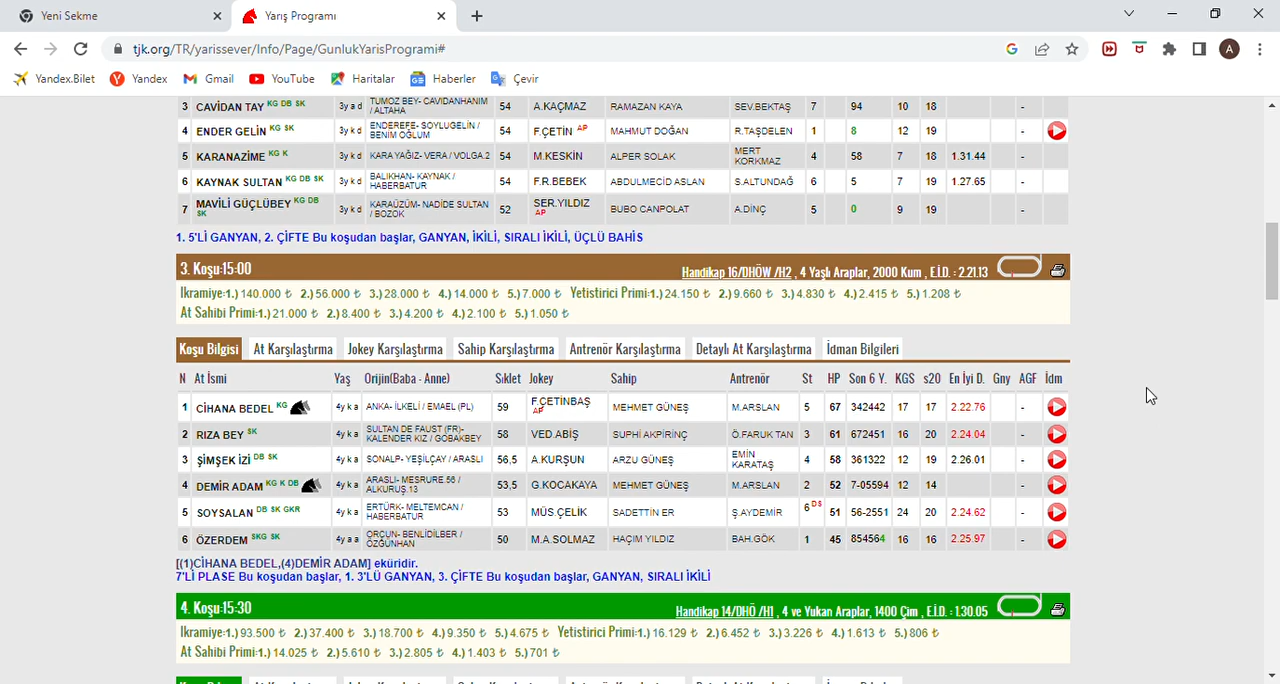 Yeni Sekme
Yarış Programı
tjk.org/TR/yarissever/Info/Page/GunlukYarisProgrami#
A
Yandex.Bilet Yandex Gmail YouTube Haritalar Haberler Çevir
3 CAVİDAN TAY KG DB SK 3y a d TUMOZ BEY- CAVIDANHANIM / ALTAHA 54 A.KAÇMAZ RAMAZAN KAYA SEV.BEKTAŞ 7 94 10 18 -
4 ENDER GELİN KG SK 3y k d ENDEREFE- SOYLUGELİN / BENIM OĞLUM 54 F.ÇETİN AP MAHMUT DOĞAN R.TAŞDELEN 1 8 12 19 -
5 KARANAZİME KG K 3y k d KARA YAĞIZ- VERA / VOLGA.2 54 M.KESKİN ALPER SOLAK MERT KORKMAZ 4 58 7 18 1.31.44 -
6 KAYNAK SULTAN KG DB SK 3y k d BALIKHAN- KAYNAK / HABERBATUR 54 F.R.BEBEK ABDULMECİD ASLAN S.ALTUNDAĞ 6 5 7 19 1.27.65 -
7 MAVİLİ GÜÇLÜBEY KG DB SK 3y k d KARAÜZÜM- NADİDE SULTAN / BOZOK 52 SER.YILDIZ AP BUBO CANPOLAT A.DİNÇ 5 0 9 19 -
1. 5'Lİ GANYAN, 2. ÇİFTE Bu koşudan başlar, GANYAN, İKİLİ, SIRALI İKİLİ, ÜÇLÜ BAHİS
3. Koşu:15:00 Handikap 16/DHÖW /H2 , 4 Yaşlı Araplar, 2000 Kum , E.İ.D. : 2.21.13
İkramiye:1.) 140.000 ₺ 2.) 56.000 ₺ 3.) 28.000 ₺ 4.) 14.000 ₺ 5.) 7.000 ₺ Yetistirici Primi:1.) 24.150 ₺ 2.) 9.660 ₺ 3.) 4.830 ₺ 4.) 2.415 ₺ 5.) 1.208 ₺
At Sahibi Primi:1.) 21.000 ₺ 2.) 8.400 ₺ 3.) 4.200 ₺ 4.) 2.100 ₺ 5.) 1.050 ₺
Koşu Bilgisi At Karşılaştırma Jokey Karşılaştırma Sahip Karşılaştırma Antrenör Karşılaştırma Detaylı At Karşılaştırma İdman Bilgileri
N At İsmi Yaş Orijin(Baba - Anne) Sıklet Jokey Sahip Antrenör St HP Son 6 Y. KGS s20 En İyi D. Gny AGF İdm
1 CİHANA BEDEL KG 4y k a ANKA- İLKELİ / EMAEL (PL) 59 F.ÇETİNBAŞ AP MEHMET GÜNEŞ M.ARSLAN 5 67 342442 17 17 2.22.76 -
2 RIZA BEY SK 4y k a SULTAN DE FAUST (FR)- KALENDER KIZ / GOBAKBEY 58 VED.ABİŞ SUPHİ AKPİRİNÇ Ö.FARUK TAN 3 61 672451 16 20 2.24.04 -
3 ŞİMŞEK İZİ DB SK 4y k a SONALP- YEŞİLÇAY / ARASLI 56,5 A.KURŞUN ARZU GÜNEŞ EMİN KARATAŞ 4 58 361322 12 19 2.26.01 -
4 DEMİR ADAM KG K DB 4y k a ARASLI- MESRURE.56 / ALKURUŞ.13 53,5 G.KOCAKAYA MEHMET GÜNEŞ M.ARSLAN 2 52 7-05594 12 14 -
5 SOYSALAN DB SK GKR 4y k a ERTÜRK- MELTEMCAN / HABERBATUR 53 MÜS.ÇELİK SADETTİN ER Ş.AYDEMİR 6 DS 51 56-2551 24 20 2.24.62 -
6 ÖZERDEM SKG SK 4y a a ORÇUN- BENLİDİLBER / ÖZGÜNHAN 50 M.A.SOLMAZ HAÇIM YILDIZ BAH.GÖK 1 45 854564 16 16 2.25.97 -
[(1)CİHANA BEDEL,(4)DEMİR ADAM] eküridir.
7'Lİ PLASE Bu koşudan başlar, 1. 3'LÜ GANYAN, 3. ÇİFTE Bu koşudan başlar, GANYAN, SIRALI İKİLİ
4. Koşu:15:30 Handikap 14/DHÖ /H1 , 4 ve Yukarı Araplar, 1400 Çim , E.İ.D. : 1.30.05
İkramiye:1.) 93.500 ₺ 2.) 37.400 ₺ 3.) 18.700 ₺ 4.) 9.350 ₺ 5.) 4.675 ₺ Yetistirici Primi:1.) 16.129 ₺ 2.) 6.452 ₺ 3.) 3.226 ₺ 4.) 1.613 ₺ 5.) 806 ₺
At Sahibi Primi:1.) 14.025 ₺ 2.) 5.610 ₺ 3.) 2.805 ₺ 4.) 1.403 ₺ 5.) 701 ₺